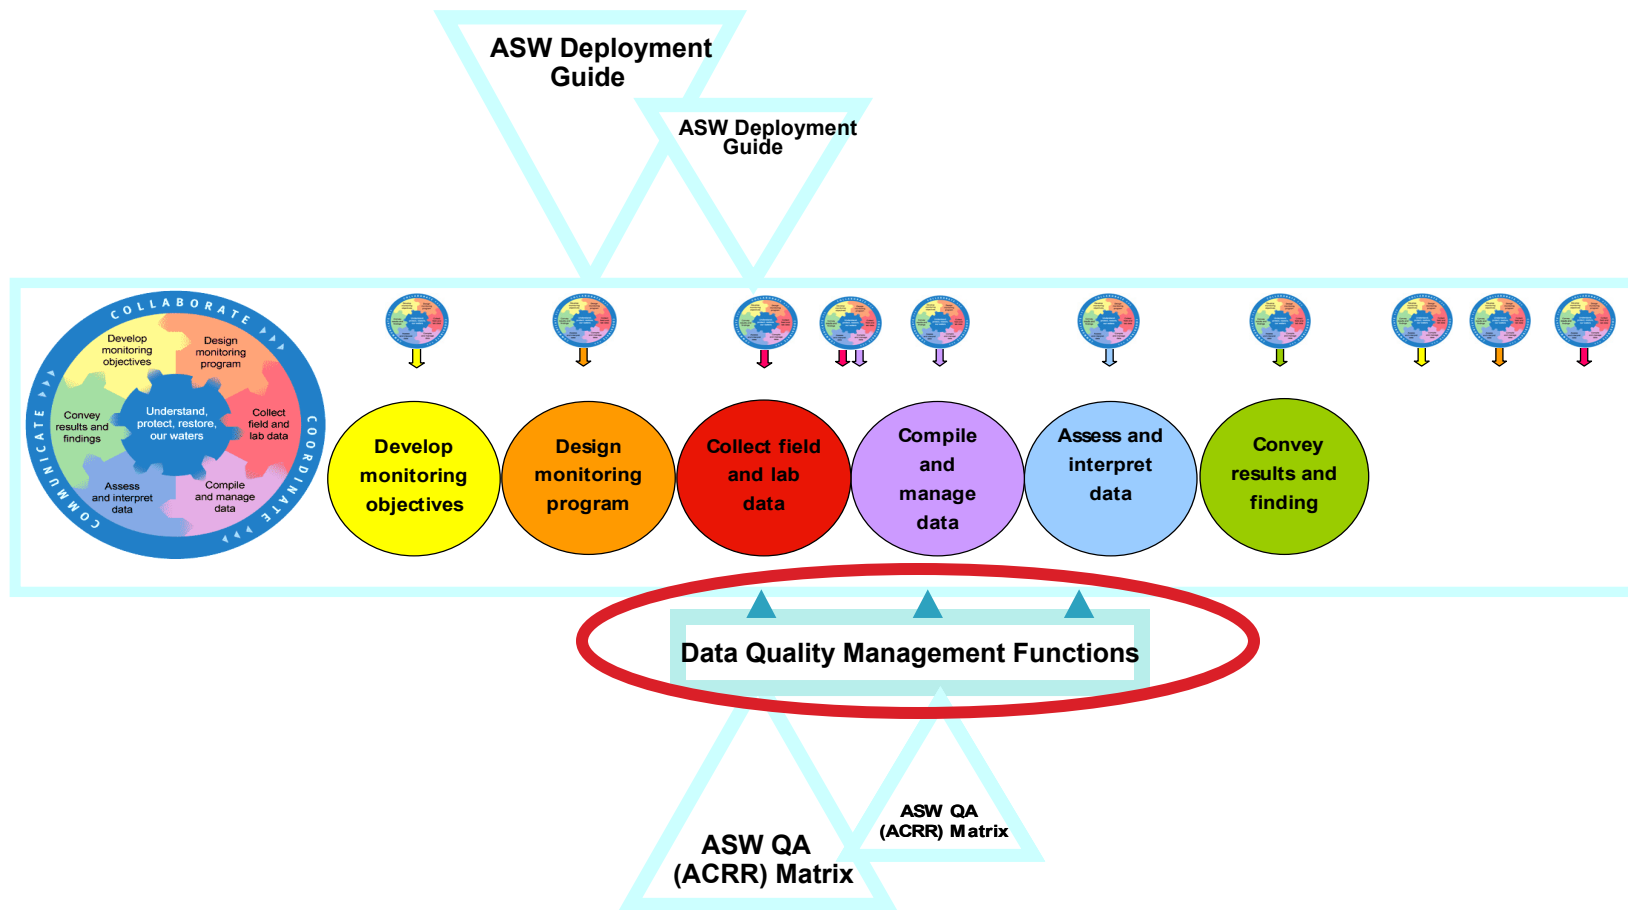 ASW Deployment
Guide
ASW Deployment
Guide
COLLABORATE
COORDINATE
COMMUNICATE
Develop
monitoring
objectives
Design
monitoring
program
Collect
field and
lab data
Compile
and manage
data
Assess
and interpret
data
Convey
results and
findings
Understand,
protect, restore,
our waters
Develop
monitoring
objectives
Design
monitoring
program
Collect field
and lab
data
Compile
and
manage
data
Assess and
interpret
data
Convey
results and
finding
Data Quality Management Functions
ASW QA
(ACRR) Matrix
ASW QA
(ACRR) Matrix